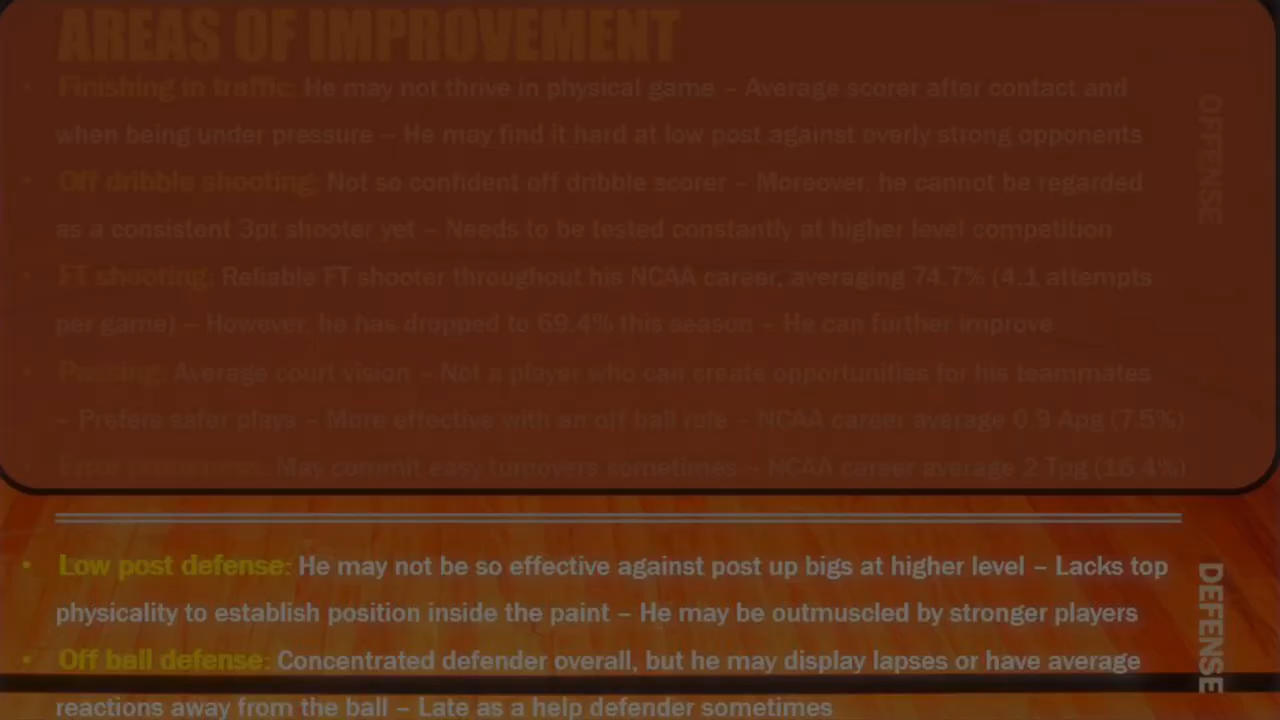 AREAS OF IMPROVEMENT
• Finishing in traffic: He may not thrive in physical game – Average scorer after contact and
when being under pressure – He may find it hard at low post against overly strong opponents
• Off dribble shooting: Not so confident off dribble scorer – Moreover, he cannot be regarded
as a consistent 3pt shooter yet – Needs to be tested constantly at higher level competition
• FT shooting: Reliable FT shooter throughout his NCAA career, averaging 74.7% (4.1 attempts
per game) – However, he has dropped to 69.4% this season – He can further improve
• Passing: Average court vision – Not a player who can create opportunities for his teammates
– Prefers safer plays – More effective with an off ball role – NCAA career average 0.9 Apg (7.5%)
• Error proneness: May commit easy turnovers sometimes – NCAA career average 2 Tpg (16.4%)
OFFENSE
• Low post defense: He may not be so effective against post up bigs at higher level – Lacks top
physicality to establish position inside the paint – He may be outmuscled by stronger players
• Off ball defense: Concentrated defender overall, but he may display lapses or have average
reactions away from the ball – Late as a help defender sometimes
DEFENSE